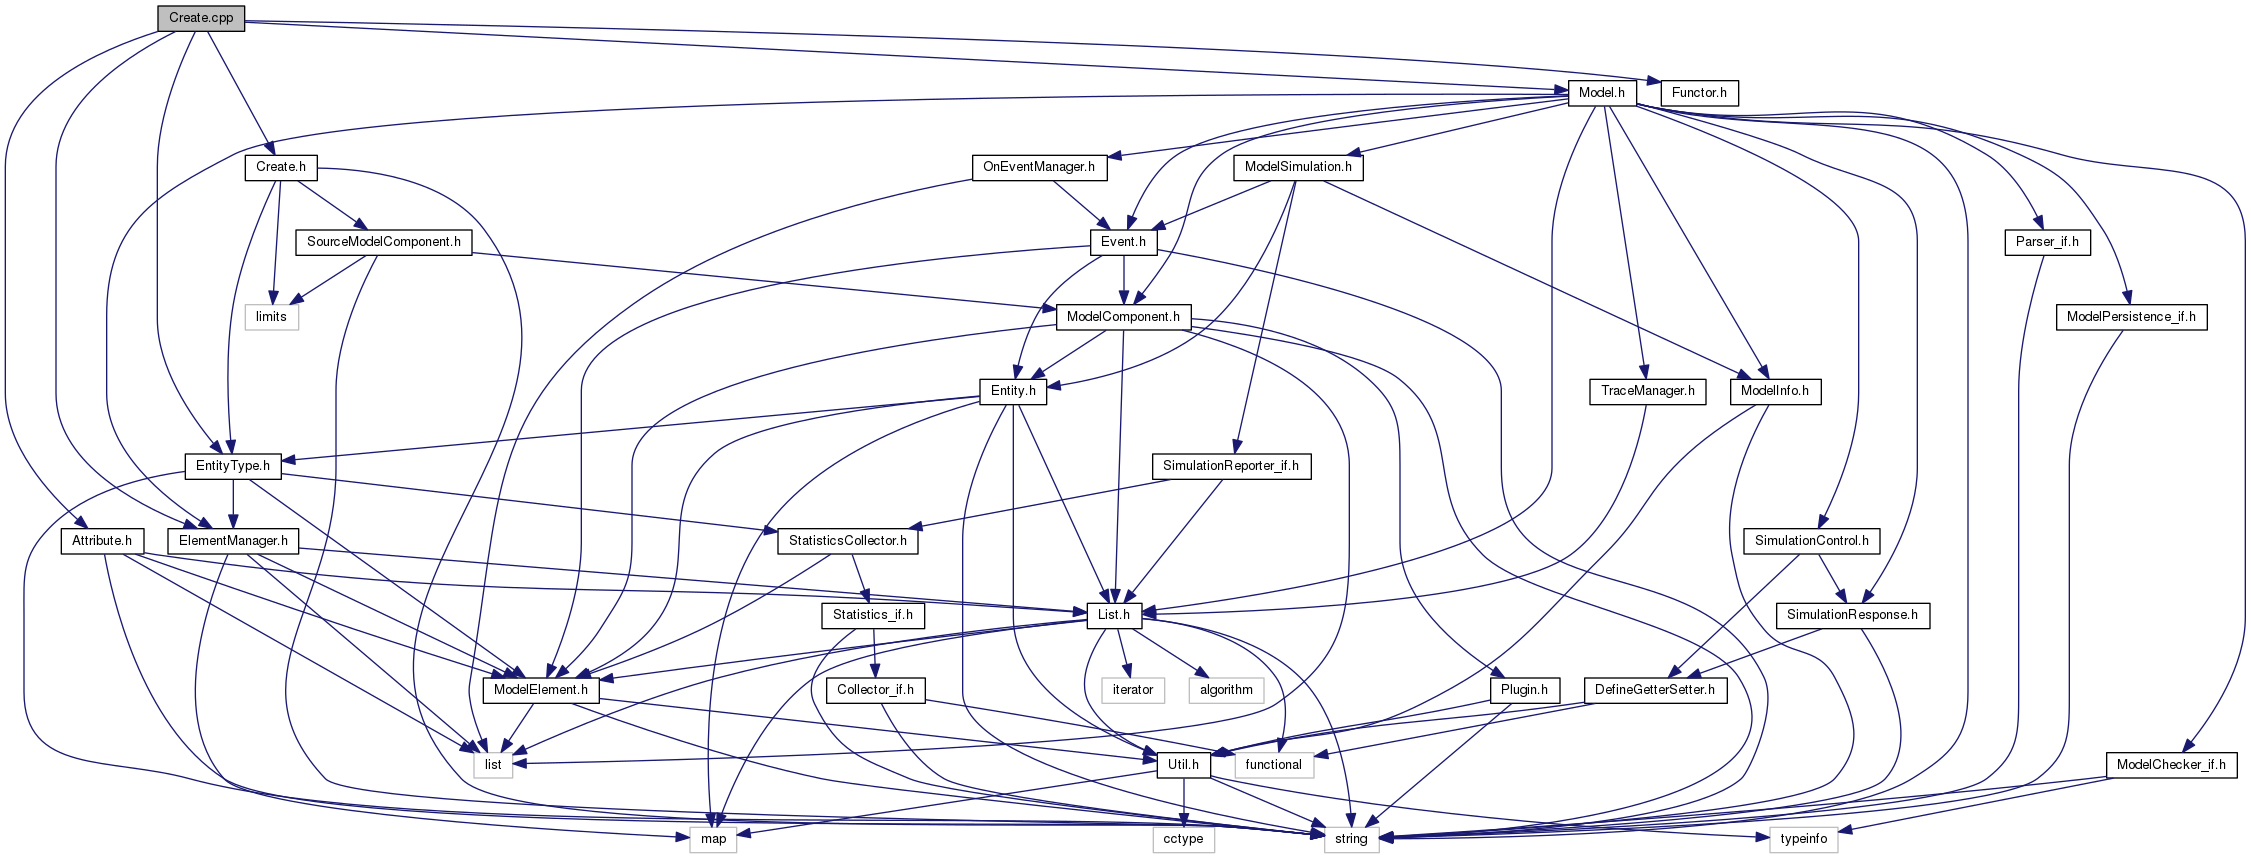 Create.cpp
Model.h
Functor.h
Create.h
OnEventManager.h
ModelSimulation.h
SourceModelComponent.h
Event.h
Parser_if.h
limits
ModelComponent.h
ModelPersistence_if.h
Entity.h
TraceManager.h
ModelInfo.h
EntityType.h
SimulationReporter_if.h
Attribute.h
ElementManager.h
StatisticsCollector.h
SimulationControl.h
Statistics_if.h
List.h
SimulationResponse.h
ModelElement.h
Collector_if.h
iterator
algorithm
Plugin.h
DefineGetterSetter.h
list
Util.h
functional
ModelChecker_if.h
map
cctype
string
typeinfo